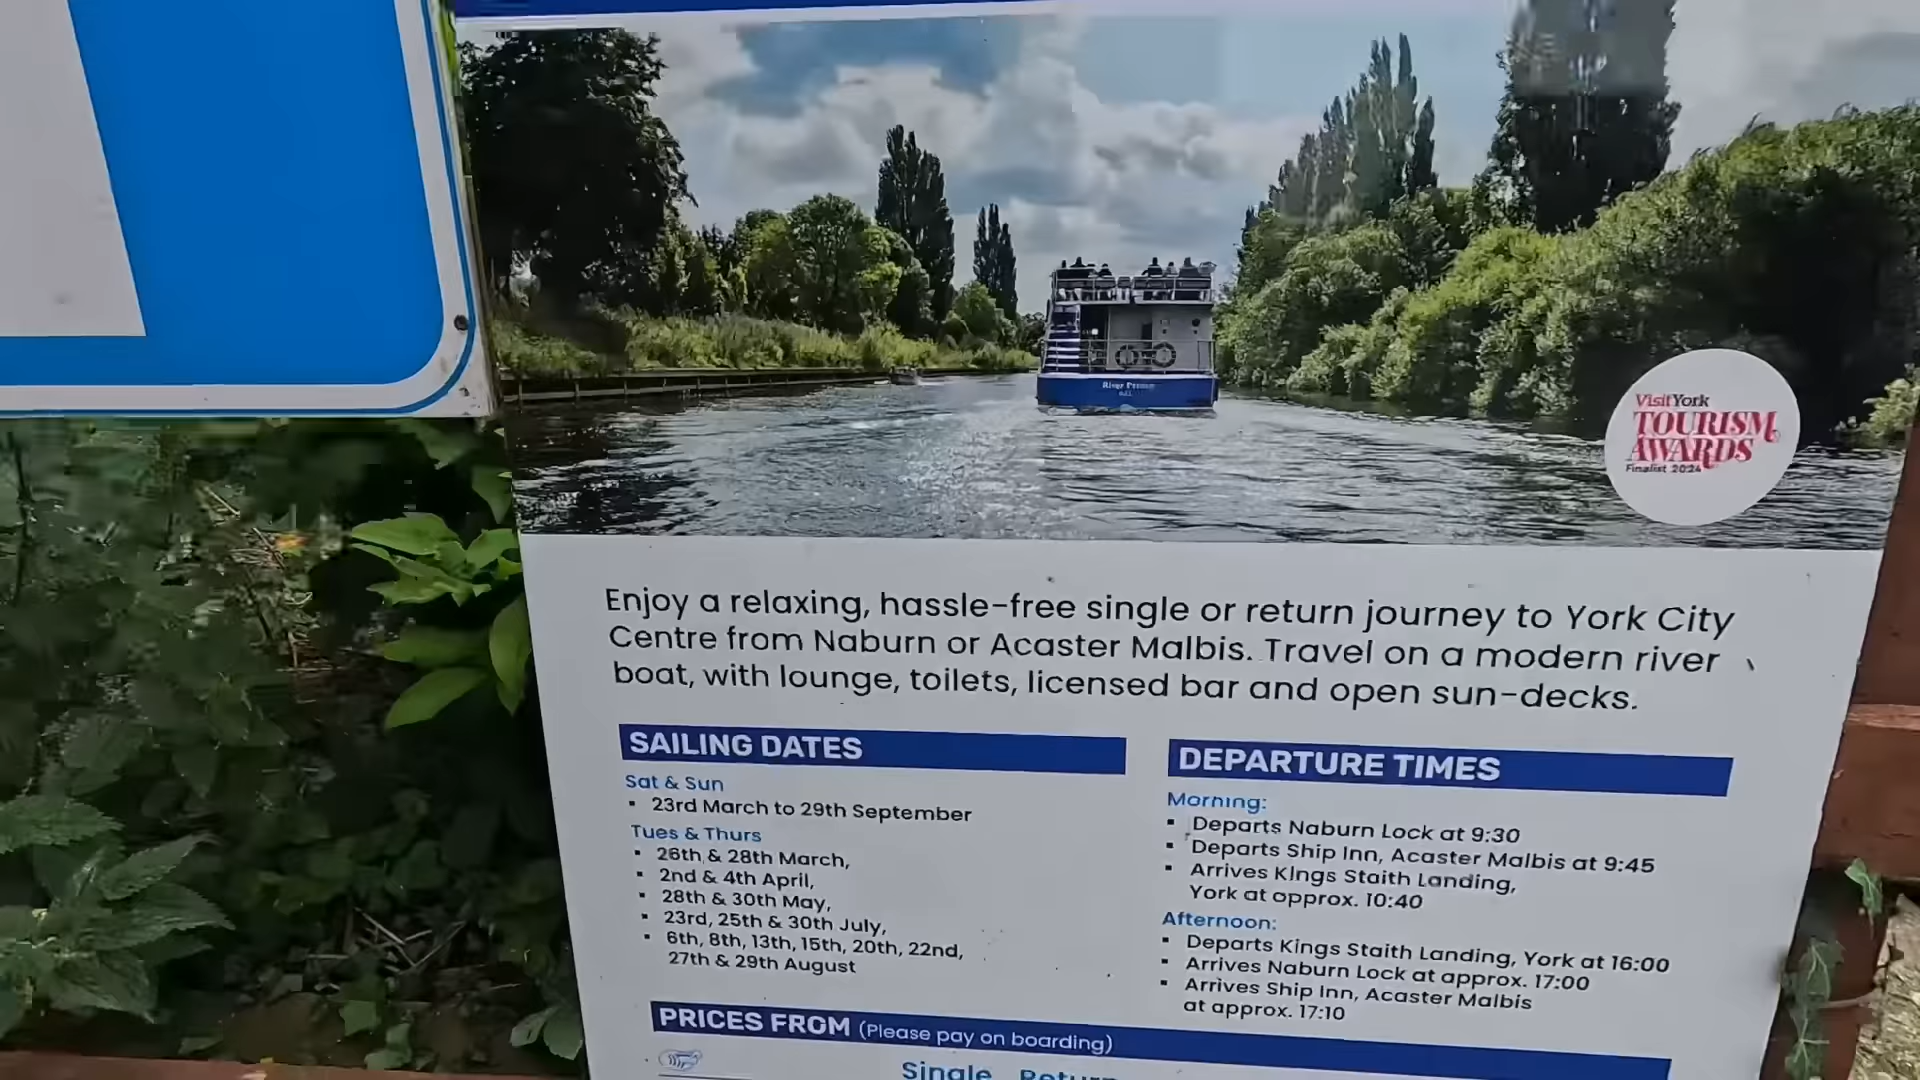 River Prince
VisitYork
TOURISM
AWARDS
Finalist 2024
Enjoy a relaxing, hassle-free single or return journey to York City
Centre from Naburn or Acaster Malbis. Travel on a modern river
boat, with lounge, toilets, licensed bar and open sun-decks.
SAILING DATES
Sat & Sun
▪ 23rd March to 29th September
Tues & Thurs
▪ 26th & 28th March,
▪ 2nd & 4th April,
▪ 28th & 30th May,
▪ 23rd, 25th & 30th July,
▪ 6th, 8th, 13th, 15th, 20th, 22nd,
27th & 29th August
DEPARTURE TIMES
Morning:
▪ Departs Naburn Lock at 9:30
▪ Departs Ship Inn, Acaster Malbis at 9:45
▪ Arrives Kings Staith Landing,
York at approx. 10:40
Afternoon:
▪ Departs Kings Staith Landing, York at 16:00
▪ Arrives Naburn Lock at approx. 17:00
▪ Arrives Ship Inn, Acaster Malbis
at approx. 17:10
PRICES FROM (Please pay on boarding)
Single Return